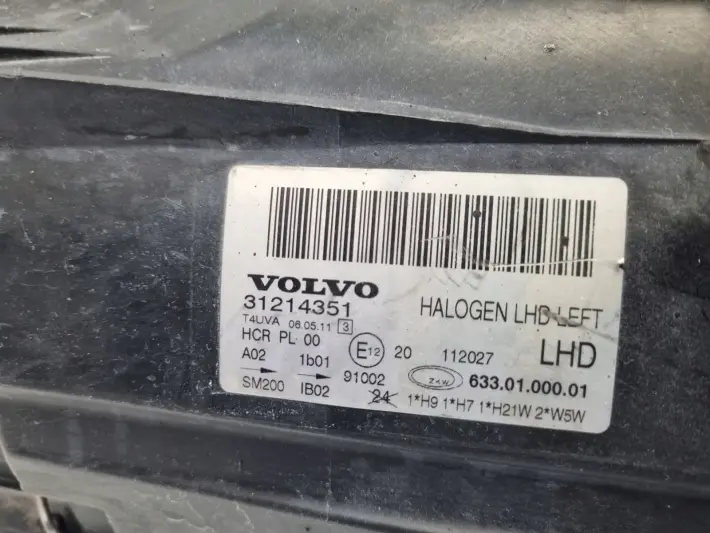 VOLVO
31214351
HALOGEN LHD LEFT
T4UVA 06.05.11 3
HCR PL 00
E12 20 112027 LHD
A02 1b01
91002 ZKW 633.01.000.01
SM200 IB02
24 1*H9 1*H7 1*H21W 2*W5W